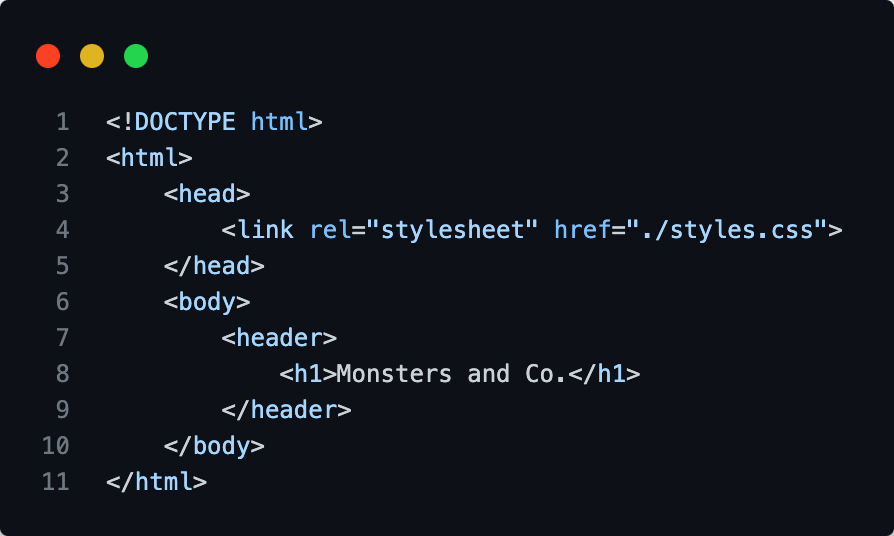 1 <!DOCTYPE html>
2 <html>
3     <head>
4         <link rel="stylesheet" href="./styles.css">
5     </head>
6     <body>
7         <header>
8             <h1>Monsters and Co.</h1>
9         </header>
10     </body>
11 </html>